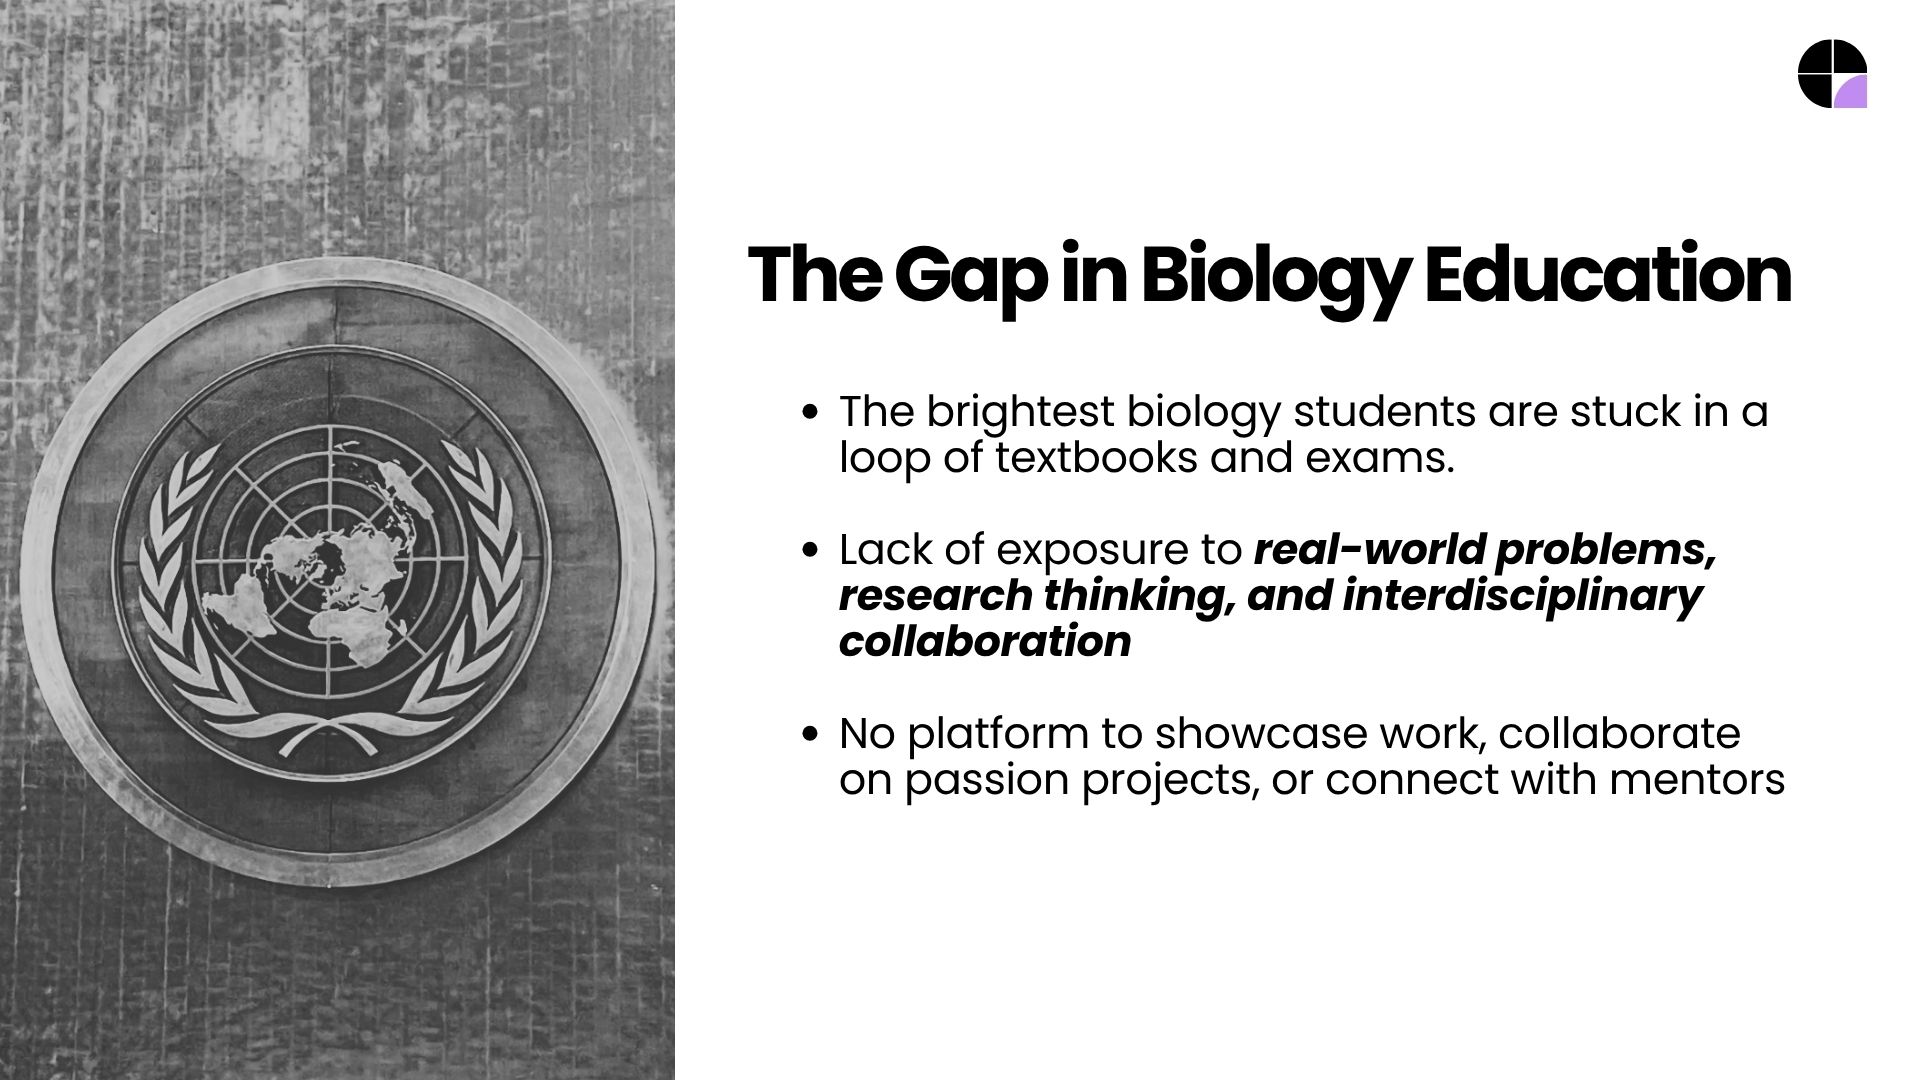 The Gap in Biology Education
• The brightest biology students are stuck in a
loop of textbooks and exams.
• Lack of exposure to real-world problems,
research thinking, and interdisciplinary
collaboration
• No platform to showcase work, collaborate
on passion projects, or connect with mentors